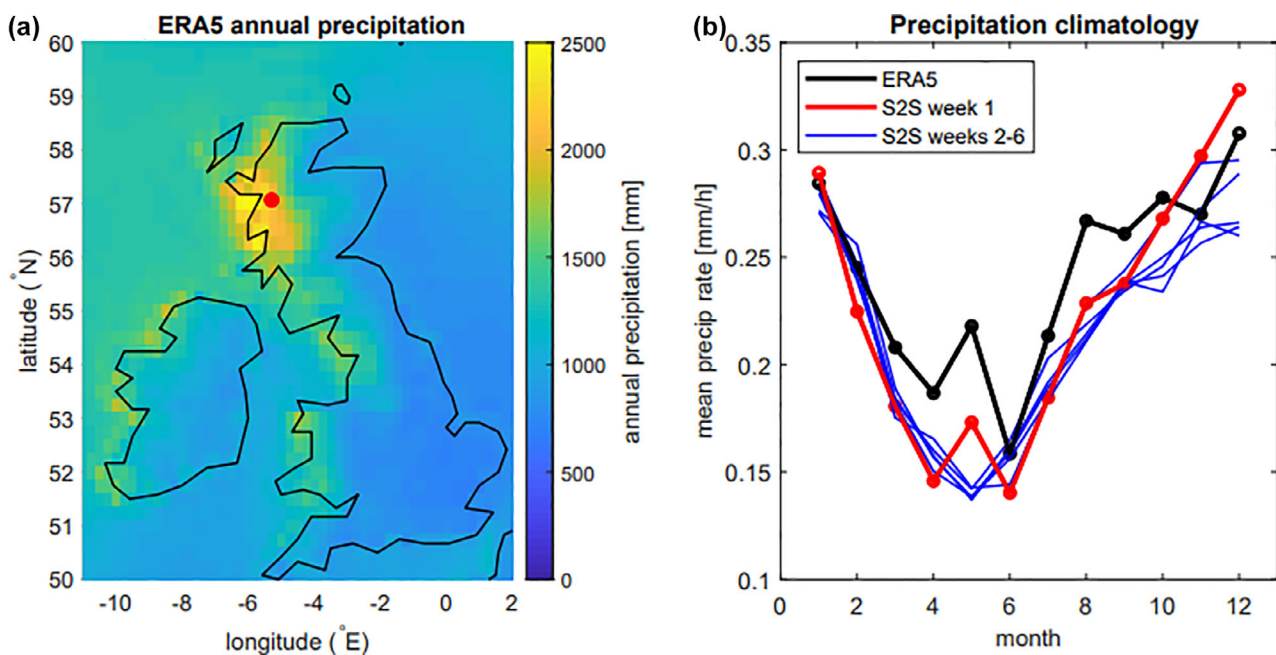 (a)
ERA5 annual precipitation
60
59
58
57
56
55
54
53
52
51
50
latitude (°N)
-10 -8 -6 -4 -2 0 2
longitude (°E)
2500
2000
1500
1000
500
0
annual precipitation [mm]
(b)
Precipitation climatology
0.35
0.3
0.25
0.2
0.15
0.1
mean precip rate [mm/h]
ERA5
S2S week 1
S2S weeks 2-6
0 2 4 6 8 10 12
month